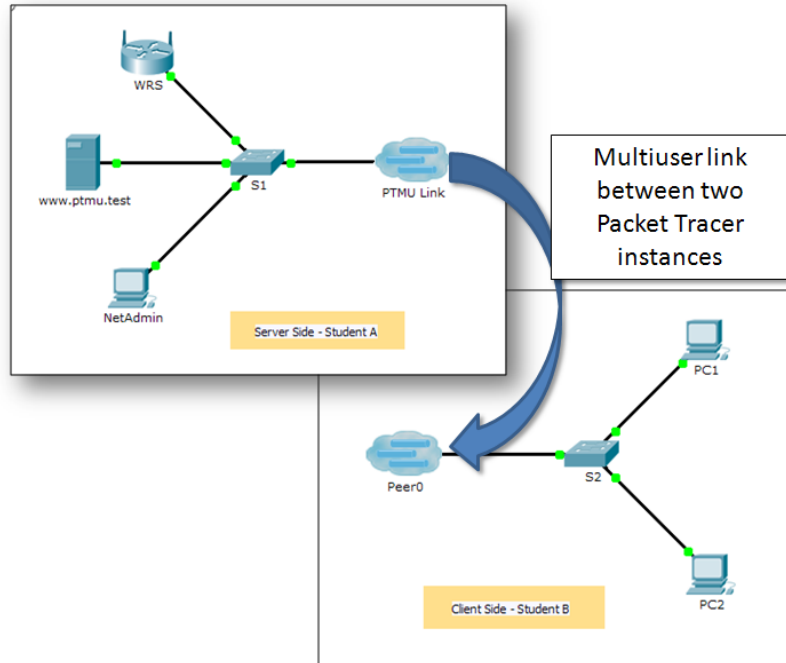 WRS
S1
www.ptmu.test
PTMU Link
NetAdmin
Server Side - Student A
Multiuser link
between two
Packet Tracer
instances
PC1
Peer0
S2
PC2
Client Side - Student B